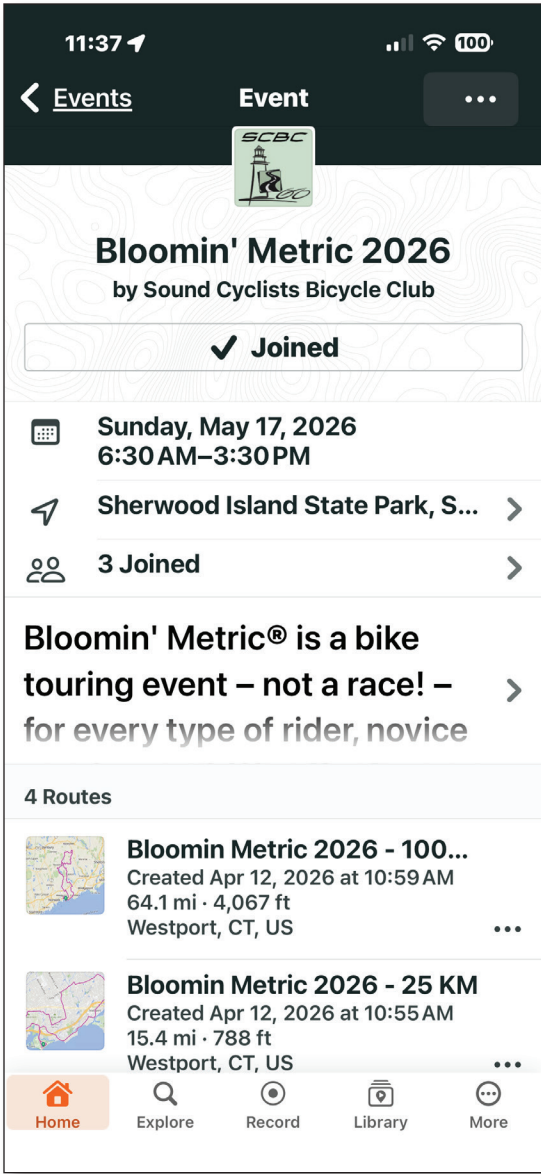 11:37
100
Events
Event
SCBC
60
Bloomin' Metric 2026
by Sound Cyclists Bicycle Club
Joined
Sunday, May 17, 2026
6:30 AM–3:30 PM
Sherwood Island State Park, S...
3 Joined
Bloomin' Metric® is a bike
touring event – not a race! –
for every type of rider, novice
4 Routes
Bloomin Metric 2026 - 100...
Created Apr 12, 2026 at 10:59 AM
64.1 mi · 4,067 ft
Westport, CT, US
Bloomin Metric 2026 - 25 KM
Created Apr 12, 2026 at 10:55 AM
15.4 mi · 788 ft
Westport, CT, US
Home
Explore
Record
Library
More